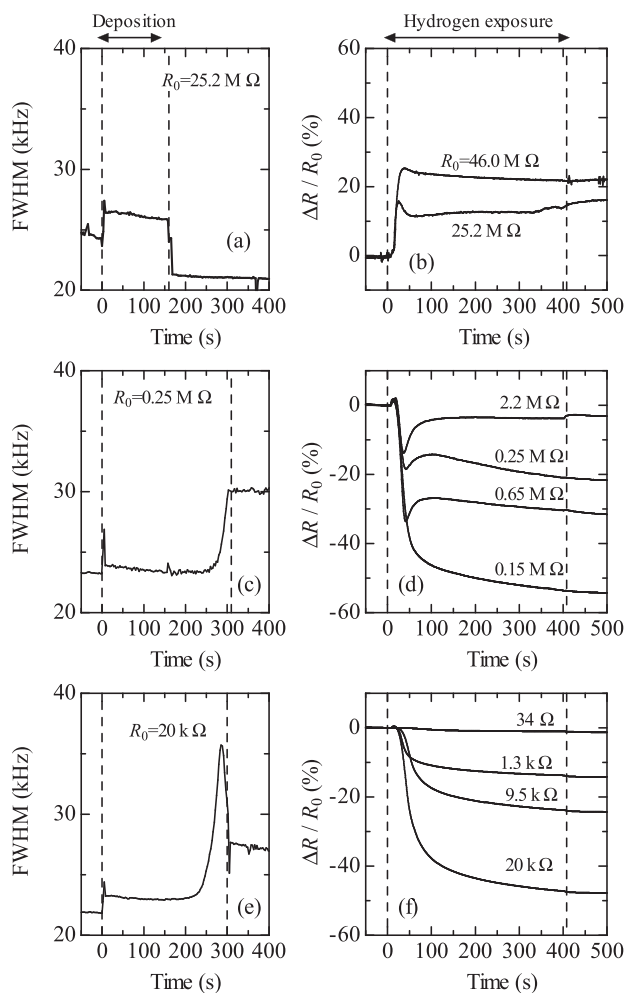 Deposition
Hydrogen exposure
40
30
20
FWHM (kHz)
R0=25.2 M Ω
(a)
0 100 200 300 400
Time (s)
60
40
20
0
ΔR / R0 (%)
R0=46.0 M Ω
25.2 M Ω
(b)
0 100 200 300 400 500
Time (s)
40
30
20
FWHM (kHz)
R0=0.25 M Ω
(c)
0 100 200 300 400
Time (s)
0
-20
-40
-60
ΔR / R0 (%)
2.2 M Ω
0.25 M Ω
0.65 M Ω
0.15 M Ω
(d)
0 100 200 300 400 500
Time (s)
40
30
20
FWHM (kHz)
R0=20 k Ω
(e)
0 100 200 300 400
Time (s)
0
-20
-40
-60
ΔR / R0 (%)
34 Ω
1.3 k Ω
9.5 k Ω
20 k Ω
(f)
0 100 200 300 400 500
Time (s)